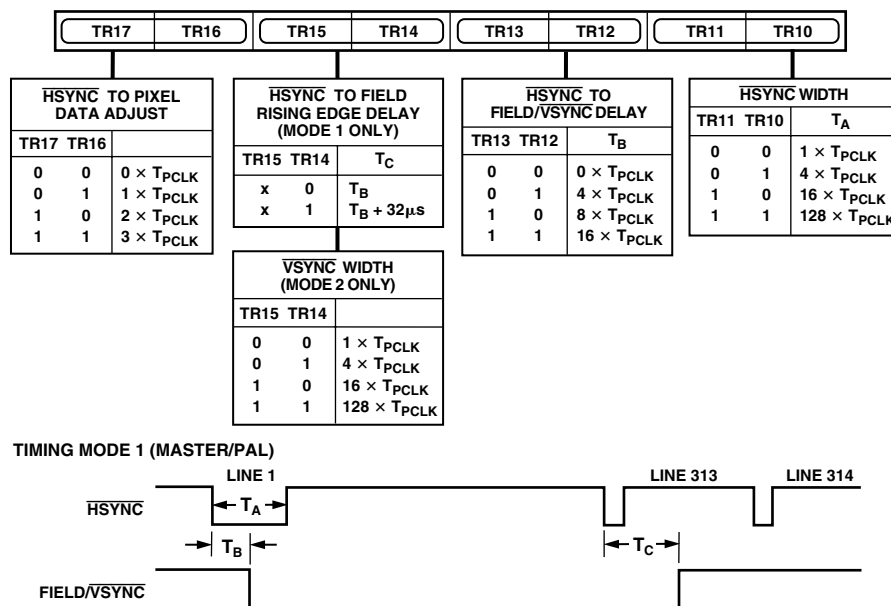 TR17 TR16 TR15 TR14 TR13 TR12 TR11 TR10
HSYNC TO PIXEL
DATA ADJUST
TR17 TR16
0 0 0 × TPCLK
0 1 1 × TPCLK
1 0 2 × TPCLK
1 1 3 × TPCLK
HSYNC TO FIELD
RISING EDGE DELAY
(MODE 1 ONLY)
TR15 TR14 TC
x 0 TB
x 1 TB + 32µs
VSYNC WIDTH
(MODE 2 ONLY)
TR15 TR14
0 0 1 × TPCLK
0 1 4 × TPCLK
1 0 16 × TPCLK
1 1 128 × TPCLK
HSYNC TO
FIELD/VSYNC DELAY
TR13 TR12 TB
0 0 0 × TPCLK
0 1 4 × TPCLK
1 0 8 × TPCLK
1 1 16 × TPCLK
HSYNC WIDTH
TR11 TR10 TA
0 0 1 × TPCLK
0 1 4 × TPCLK
1 0 16 × TPCLK
1 1 128 × TPCLK
TIMING MODE 1 (MASTER/PAL)
LINE 1 LINE 313 LINE 314
HSYNC TA
TB TC
FIELD/VSYNC